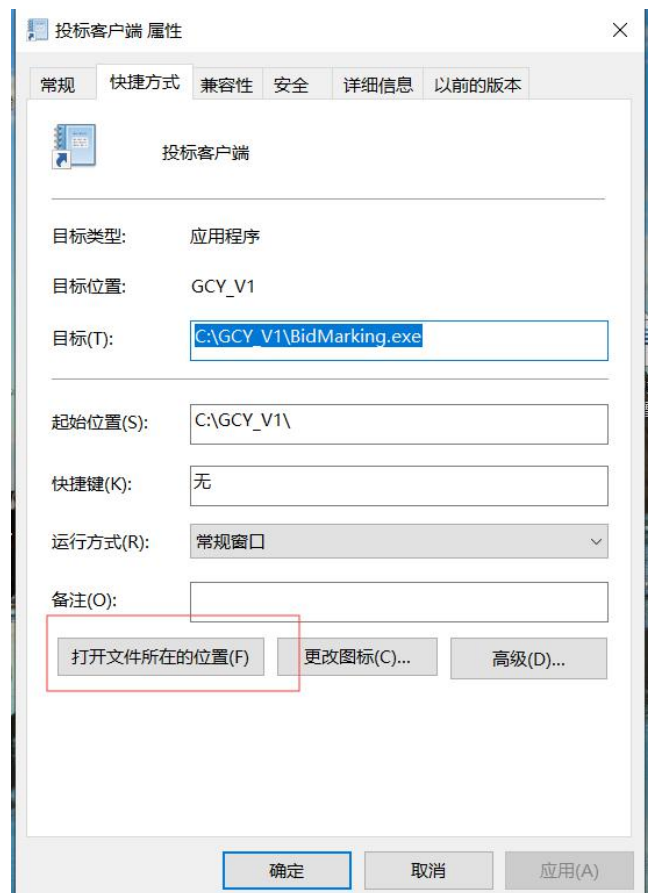 投标客户端 属性
常规 快捷方式 兼容性 安全 详细信息 以前的版本
投标客户端
目标类型: 应用程序
目标位置: GCY_V1
目标(T): C:\GCY_V1\BidMarking.exe
起始位置(S): C:\GCY_V1\
快捷键(K): 无
运行方式(R): 常规窗口
备注(O):
打开文件所在的位置(F) 更改图标(C)... 高级(D)...
确定 取消 应用(A)